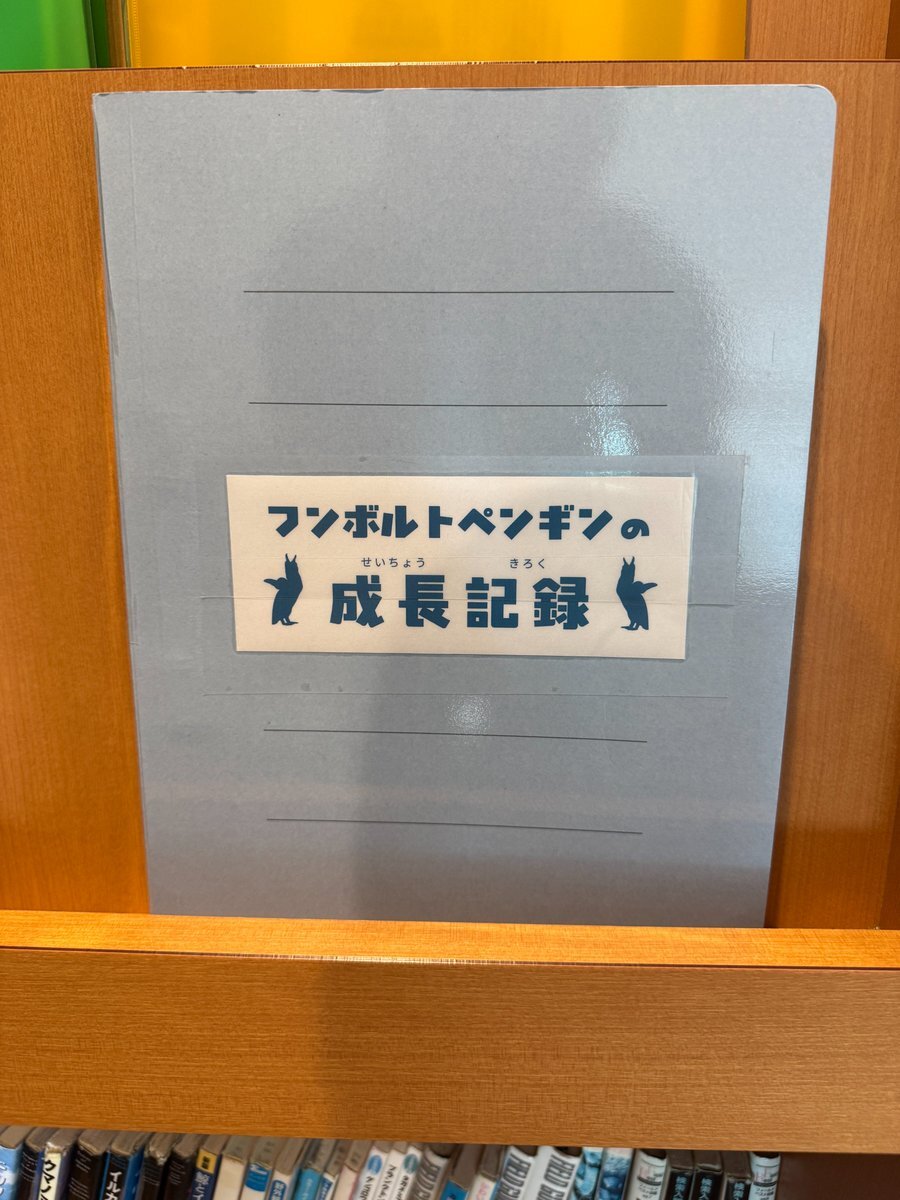 フンボルトペンギンの
せいちょう きろく
成長記録